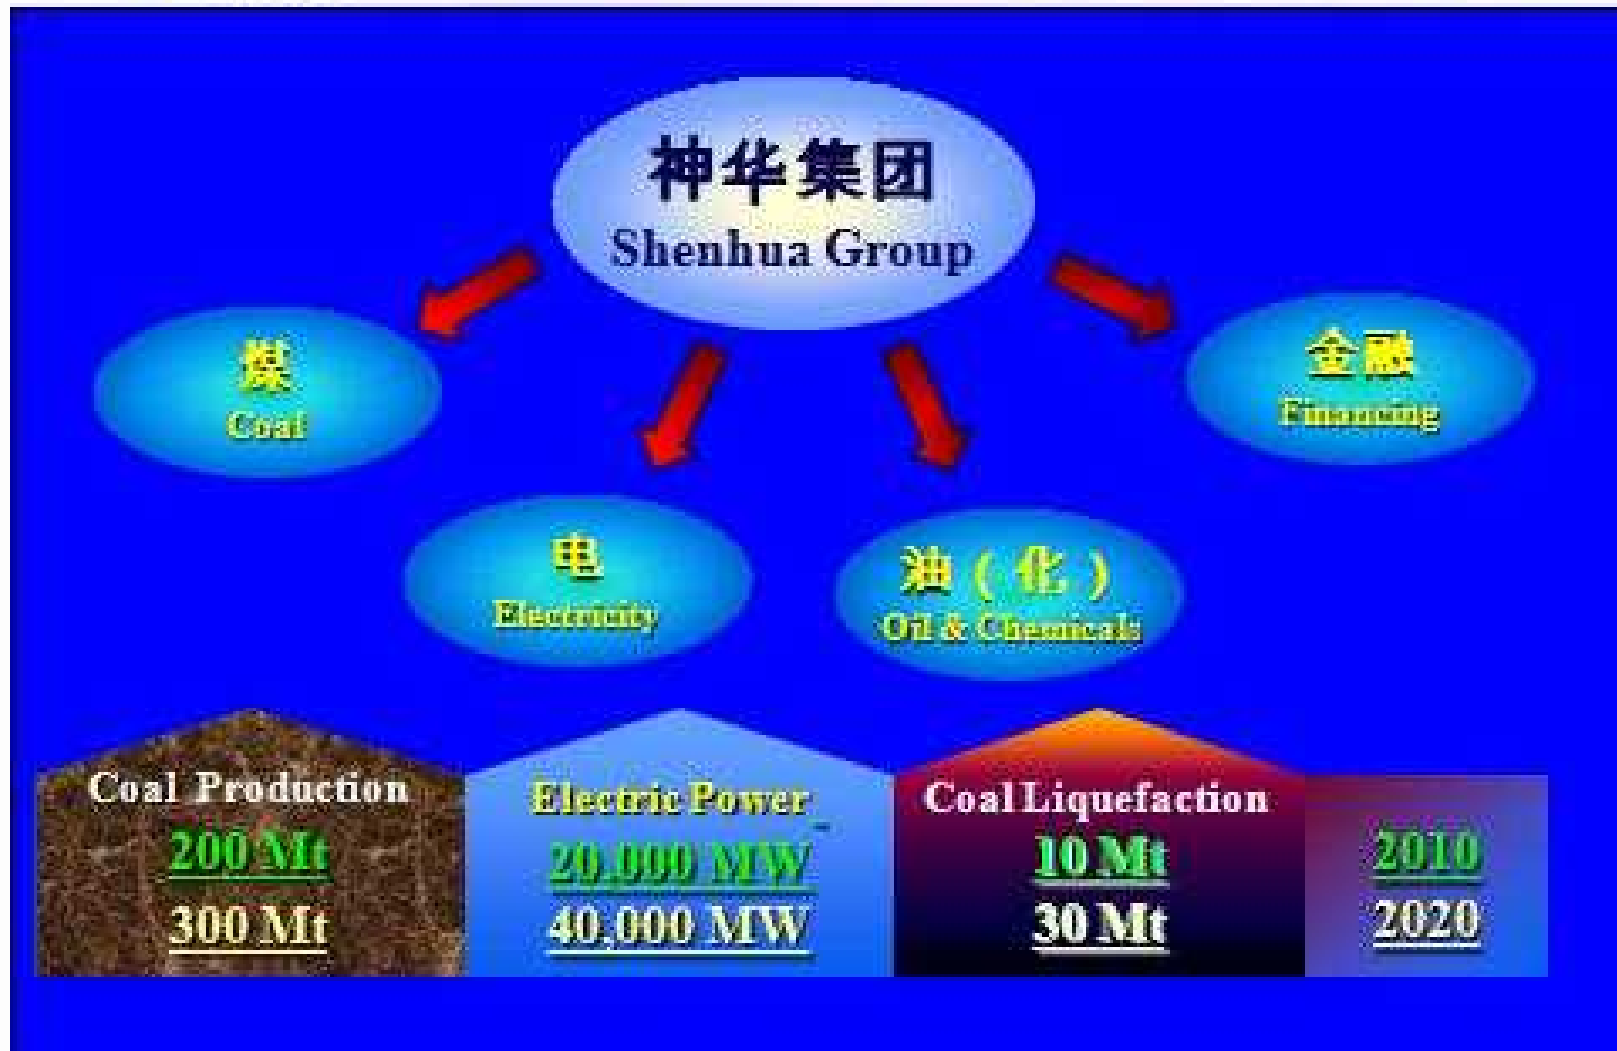 神华集团
Shenhua Group
煤
Coal
金融
Financing
电
Electricity
油（化）
Oil & Chemicals
Coal Production
200 Mt
300 Mt
Electric Power
20,000 MW
40,000 MW
Coal Liquefaction
10 Mt
30 Mt
2010
2020